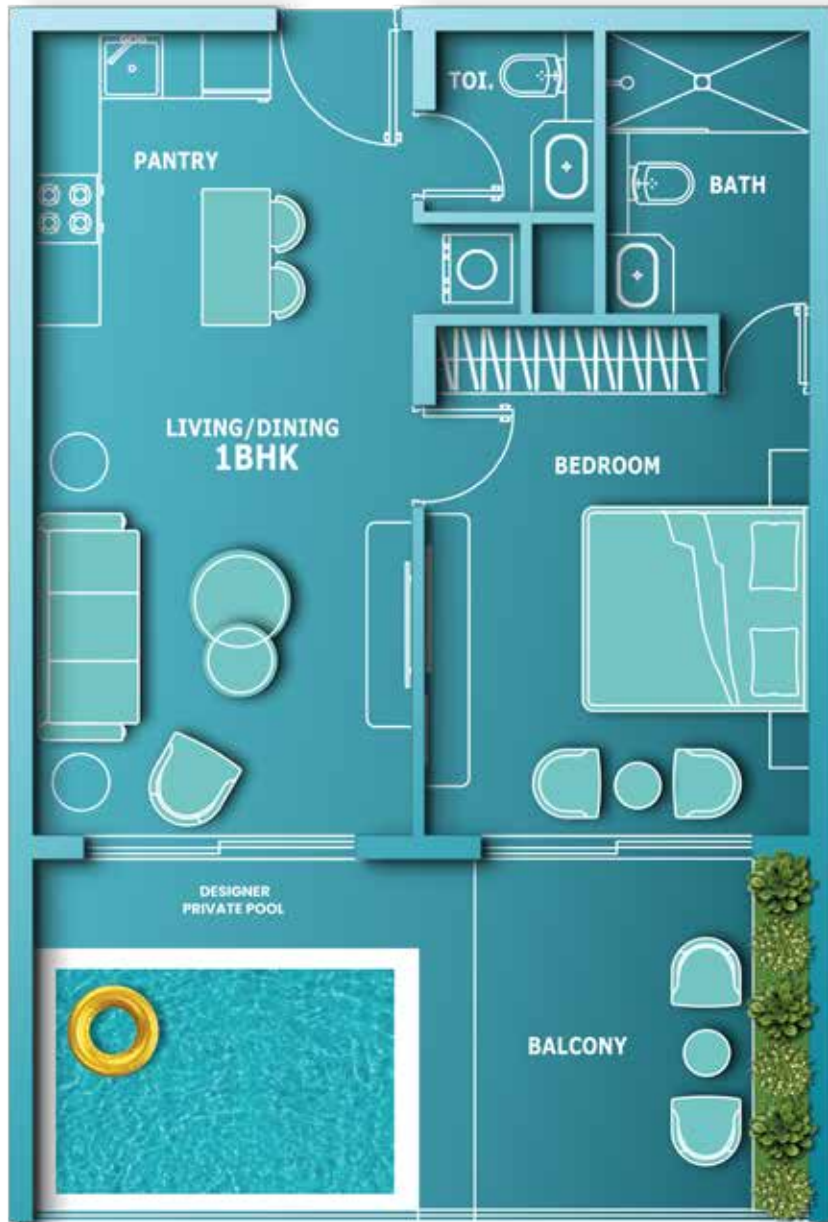 TOI.
PANTRY
BATH
LIVING/DINING
1BHK
BEDROOM
DESIGNER
PRIVATE POOL
BALCONY